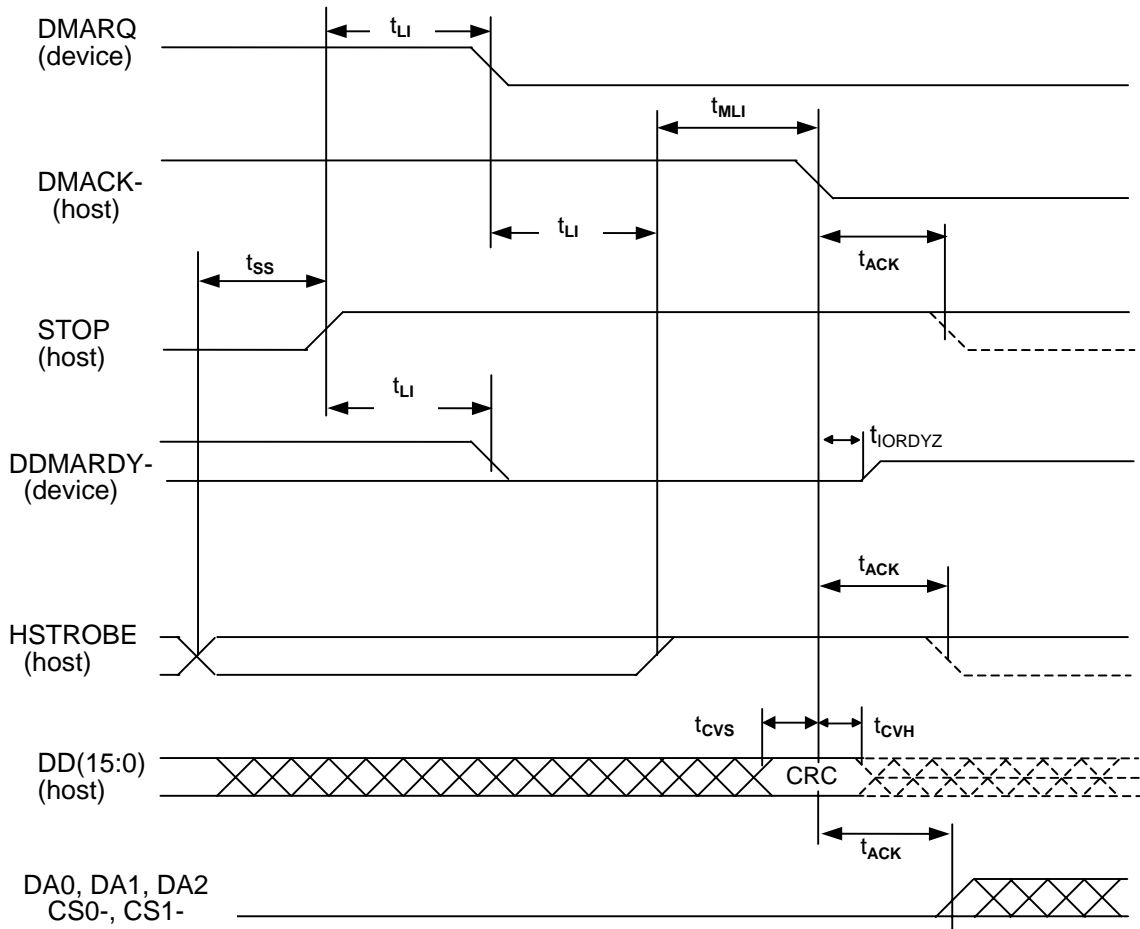 DMARQ
(device)
tLI
tMLI
DMACK-
(host)
tLI
tACK
tSS
STOP
(host)
tLI
DDMARDY-
(device)
tIORDYZ
tACK
HSTROBE
(host)
tCVS
tCVH
DD(15:0)
(host)
CRC
tACK
DA0, DA1, DA2
CS0-, CS1-